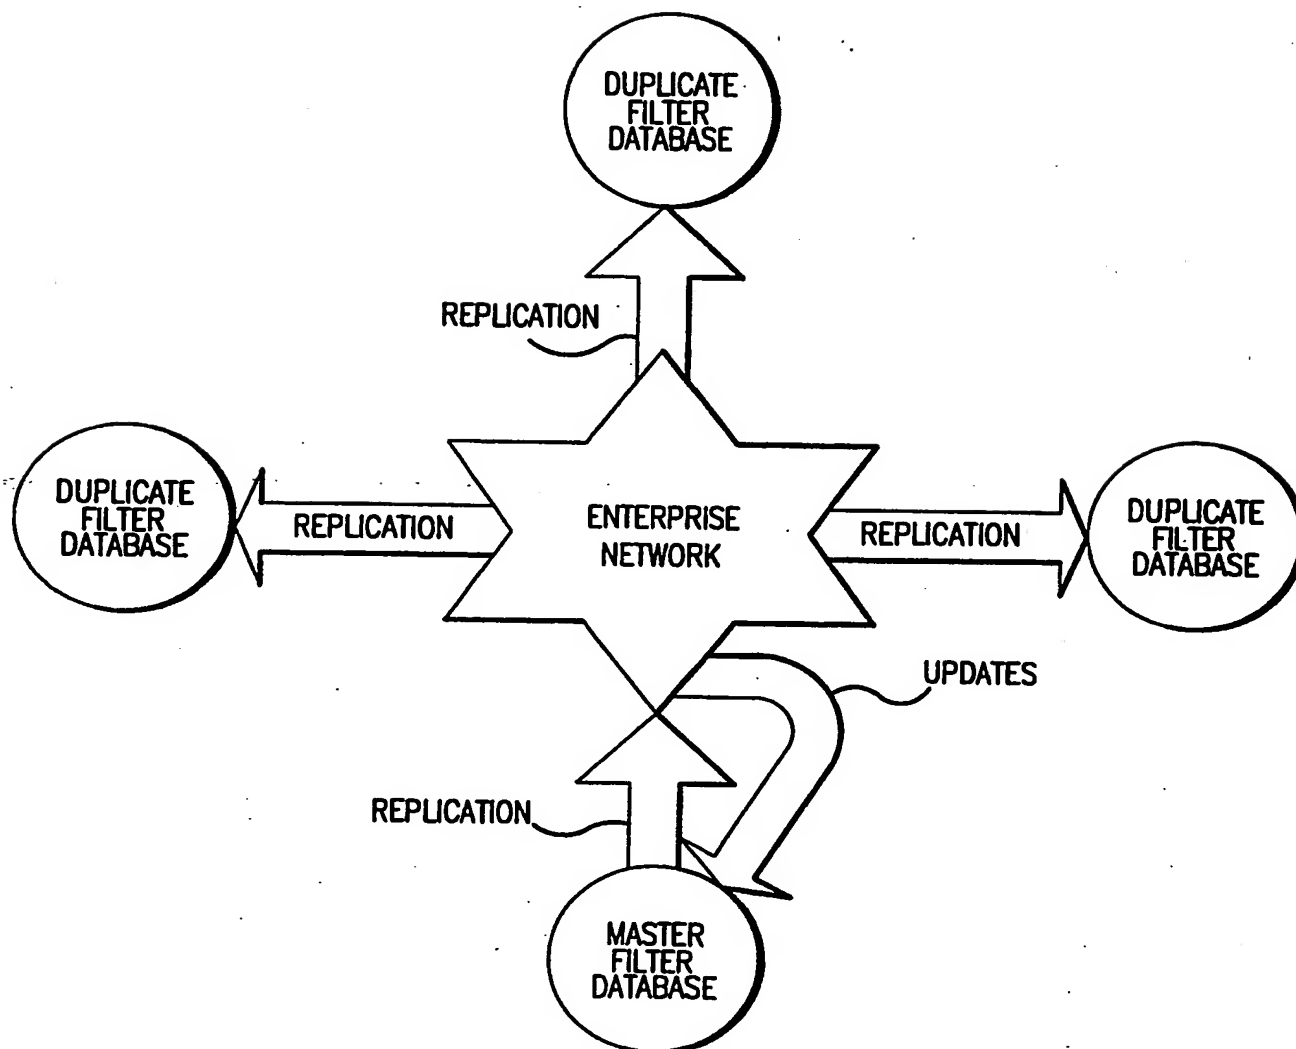 DUPLICATE
FILTER
DATABASE
REPLICATION
DUPLICATE
FILTER
DATABASE
REPLICATION
ENTERPRISE
NETWORK
REPLICATION
DUPLICATE
FILTER
DATABASE
UPDATES
REPLICATION
MASTER
FILTER
DATABASE